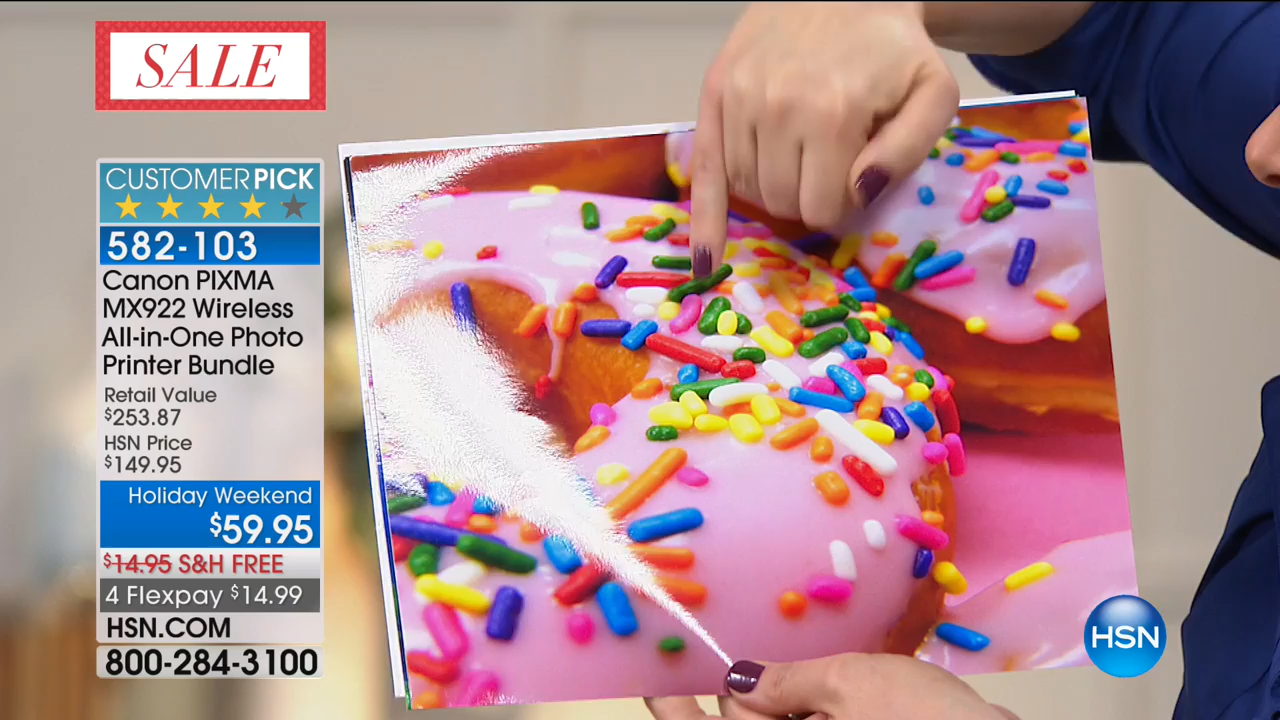 SALE
CUSTOMER PICK
582-103
Canon PIXMA
MX922 Wireless
All-in-One Photo
Printer Bundle
Retail Value
$253.87
HSN Price
$149.95
Holiday Weekend
$59.95
$14.95 S&H FREE
4 Flexpay $14.99
HSN.COM
800-284-3100
HSN